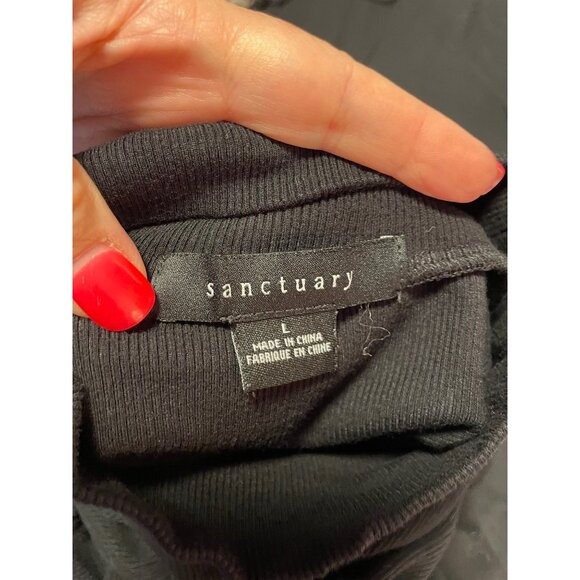 sanctuary
L
MADE IN CHINA
FABRIQUE EN CHINE